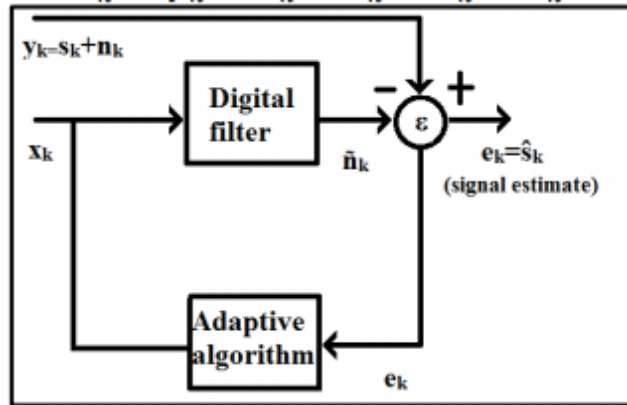 yₖ=sₖ+nₖ
Digital
filter
− +
ε
xₖ
ñₖ
eₖ=ŝₖ
(signal estimate)
Adaptive
algorithm
eₖ